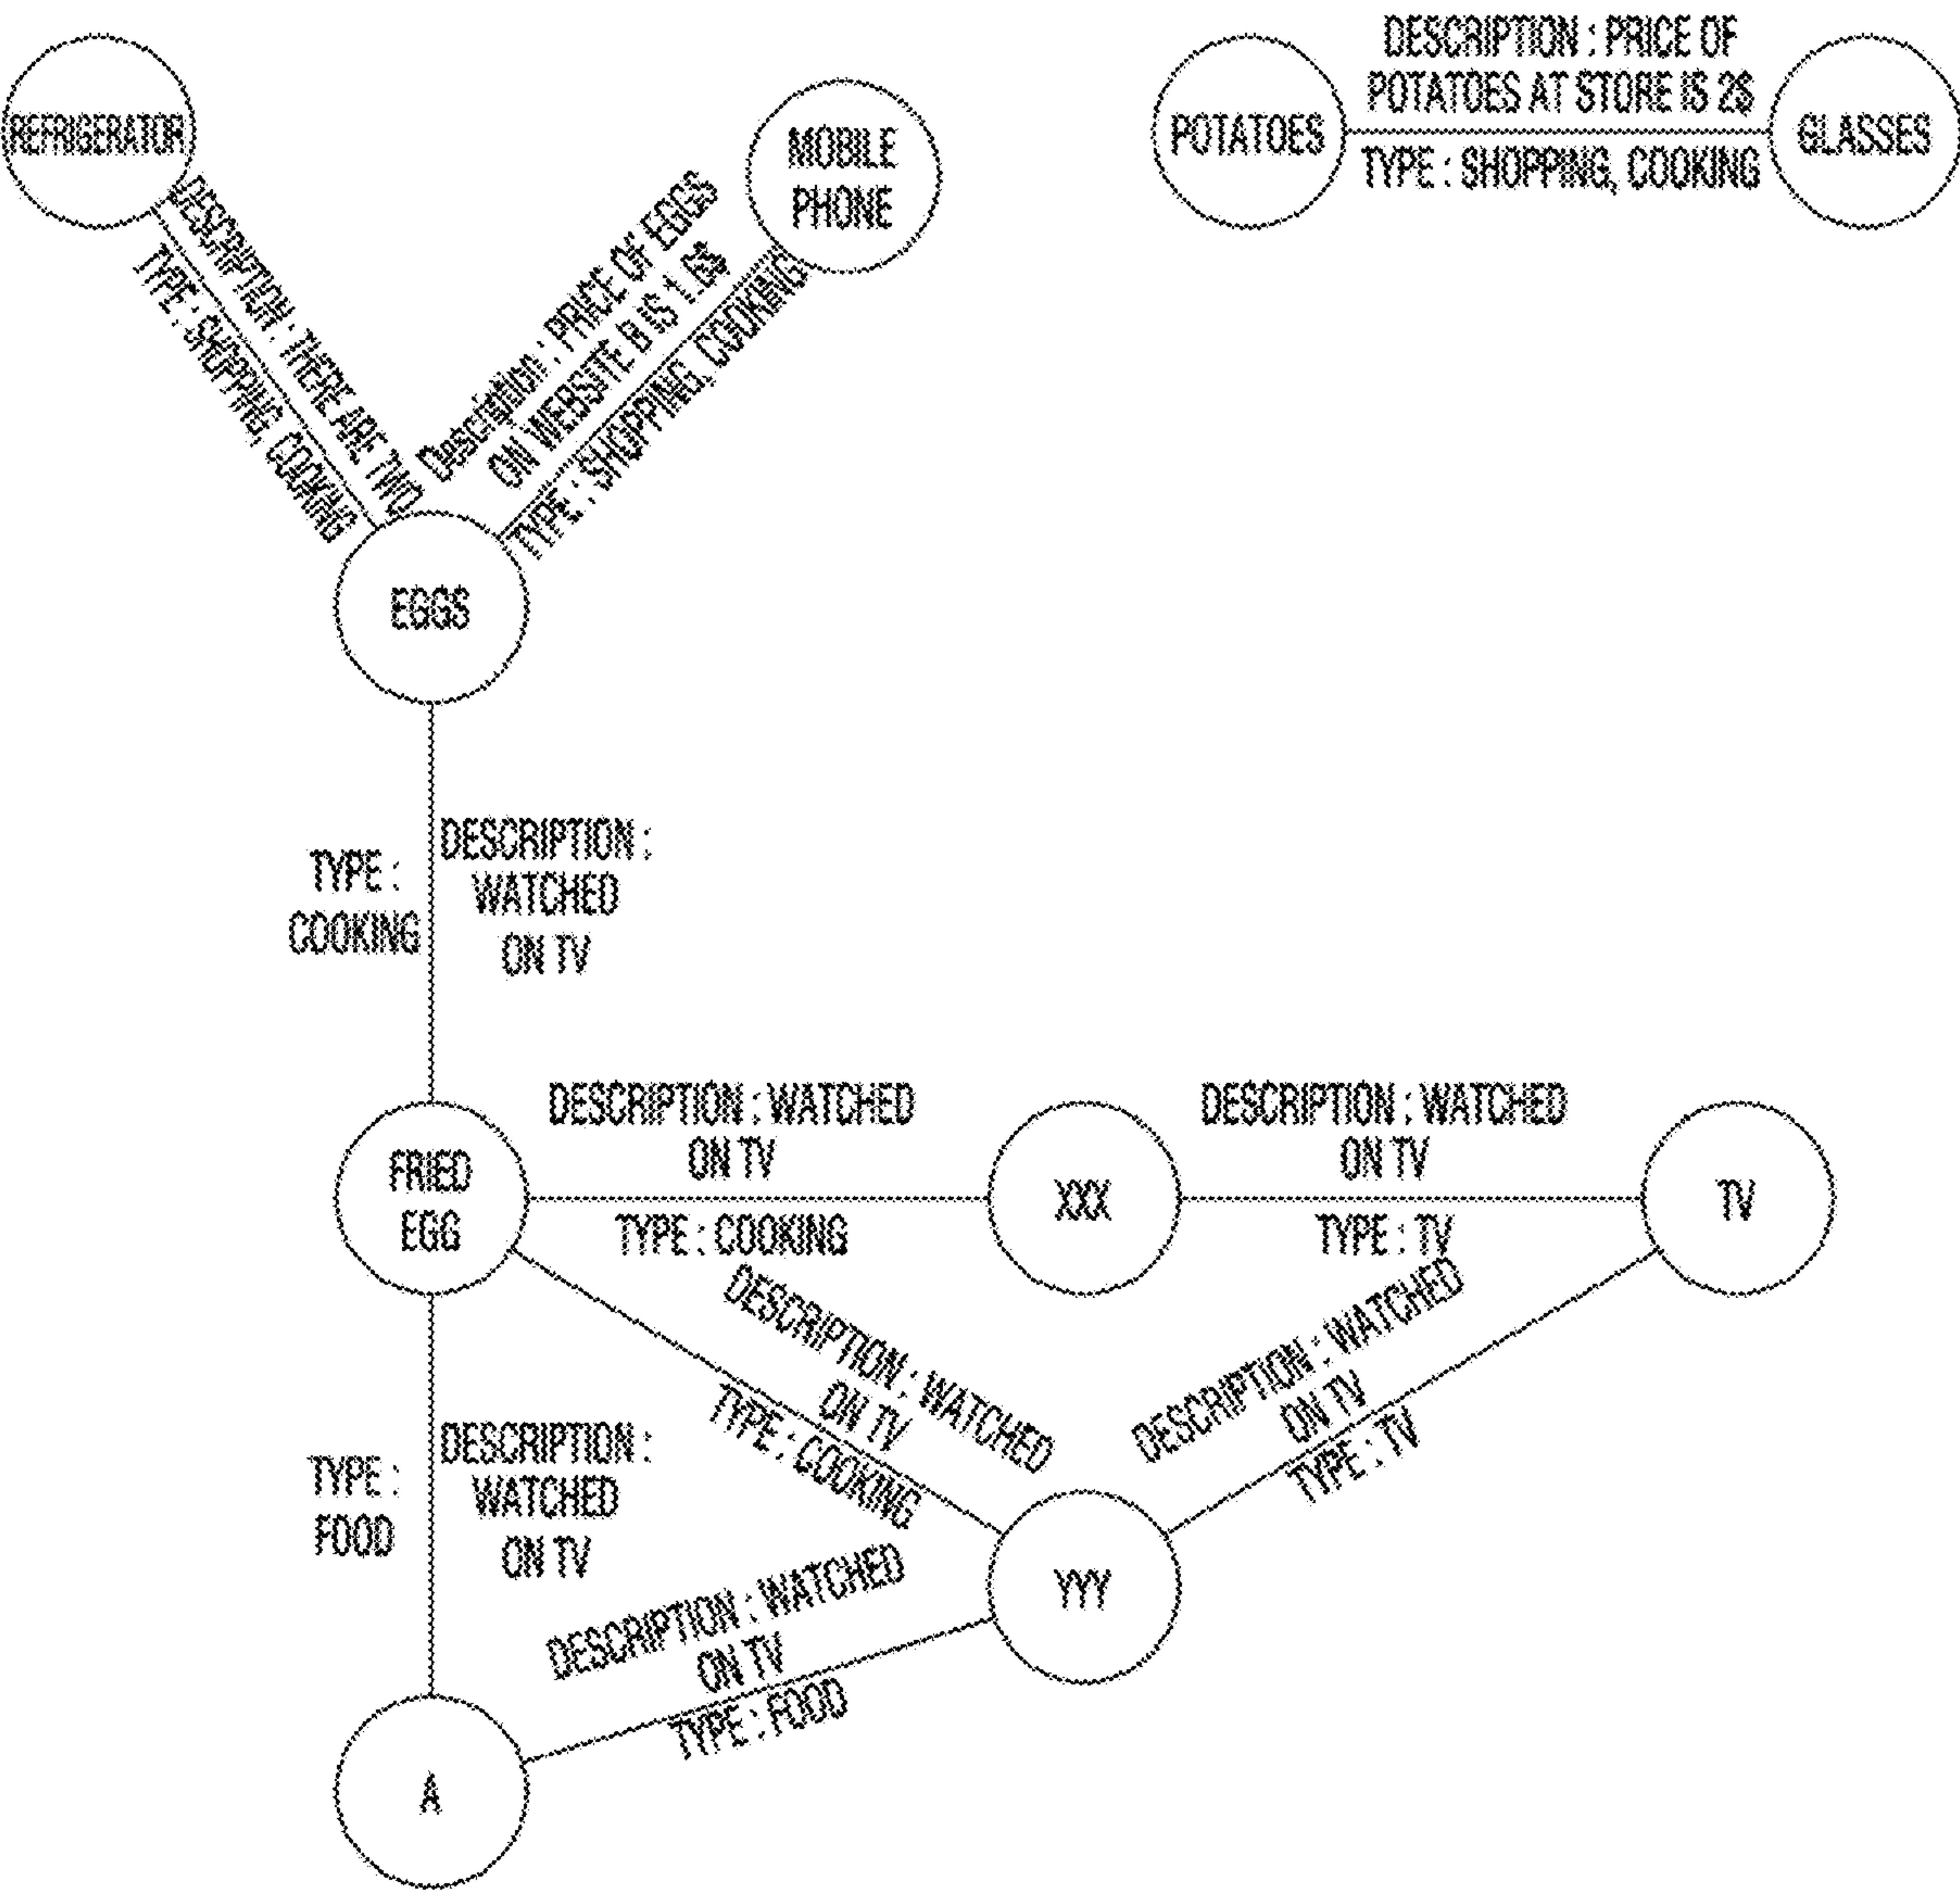 REFRIGERATOR
DESCRIPTION : THERE ARE TWO
TYPE : SHOPPING, COOKING
MOBILE
PHONE
Description : PRICE OF EGGS
ON WEBSITE B IS 1.6$
TYPE : SHOPPING, COOKING
POTATOES
DESCRIPTION : PRICE OF
POTATOES AT STORE IS 2$
TYPE : SHOPPING, COOKING
GLASSES
EGGS
TYPE :
COOKING
DESCRIPTION :
WATCHED
ON TV
FRIED
EGG
DESCRIPTION : WATCHED
ON TV
TYPE : COOKING
XXX
DESCRIPTION : WATCHED
ON TV
TYPE : TV
TV
DESCRIPTION : WATCHED
ON TV
TYPE : COOKING
DESCRIPTION : WATCHED
ON TV
TYPE : TV
TYPE :
FOOD
DESCRIPTION :
WATCHED
ON TV
YYY
DESCRIPTION : WATCHED
ON TV
TYPE : FOOD
A